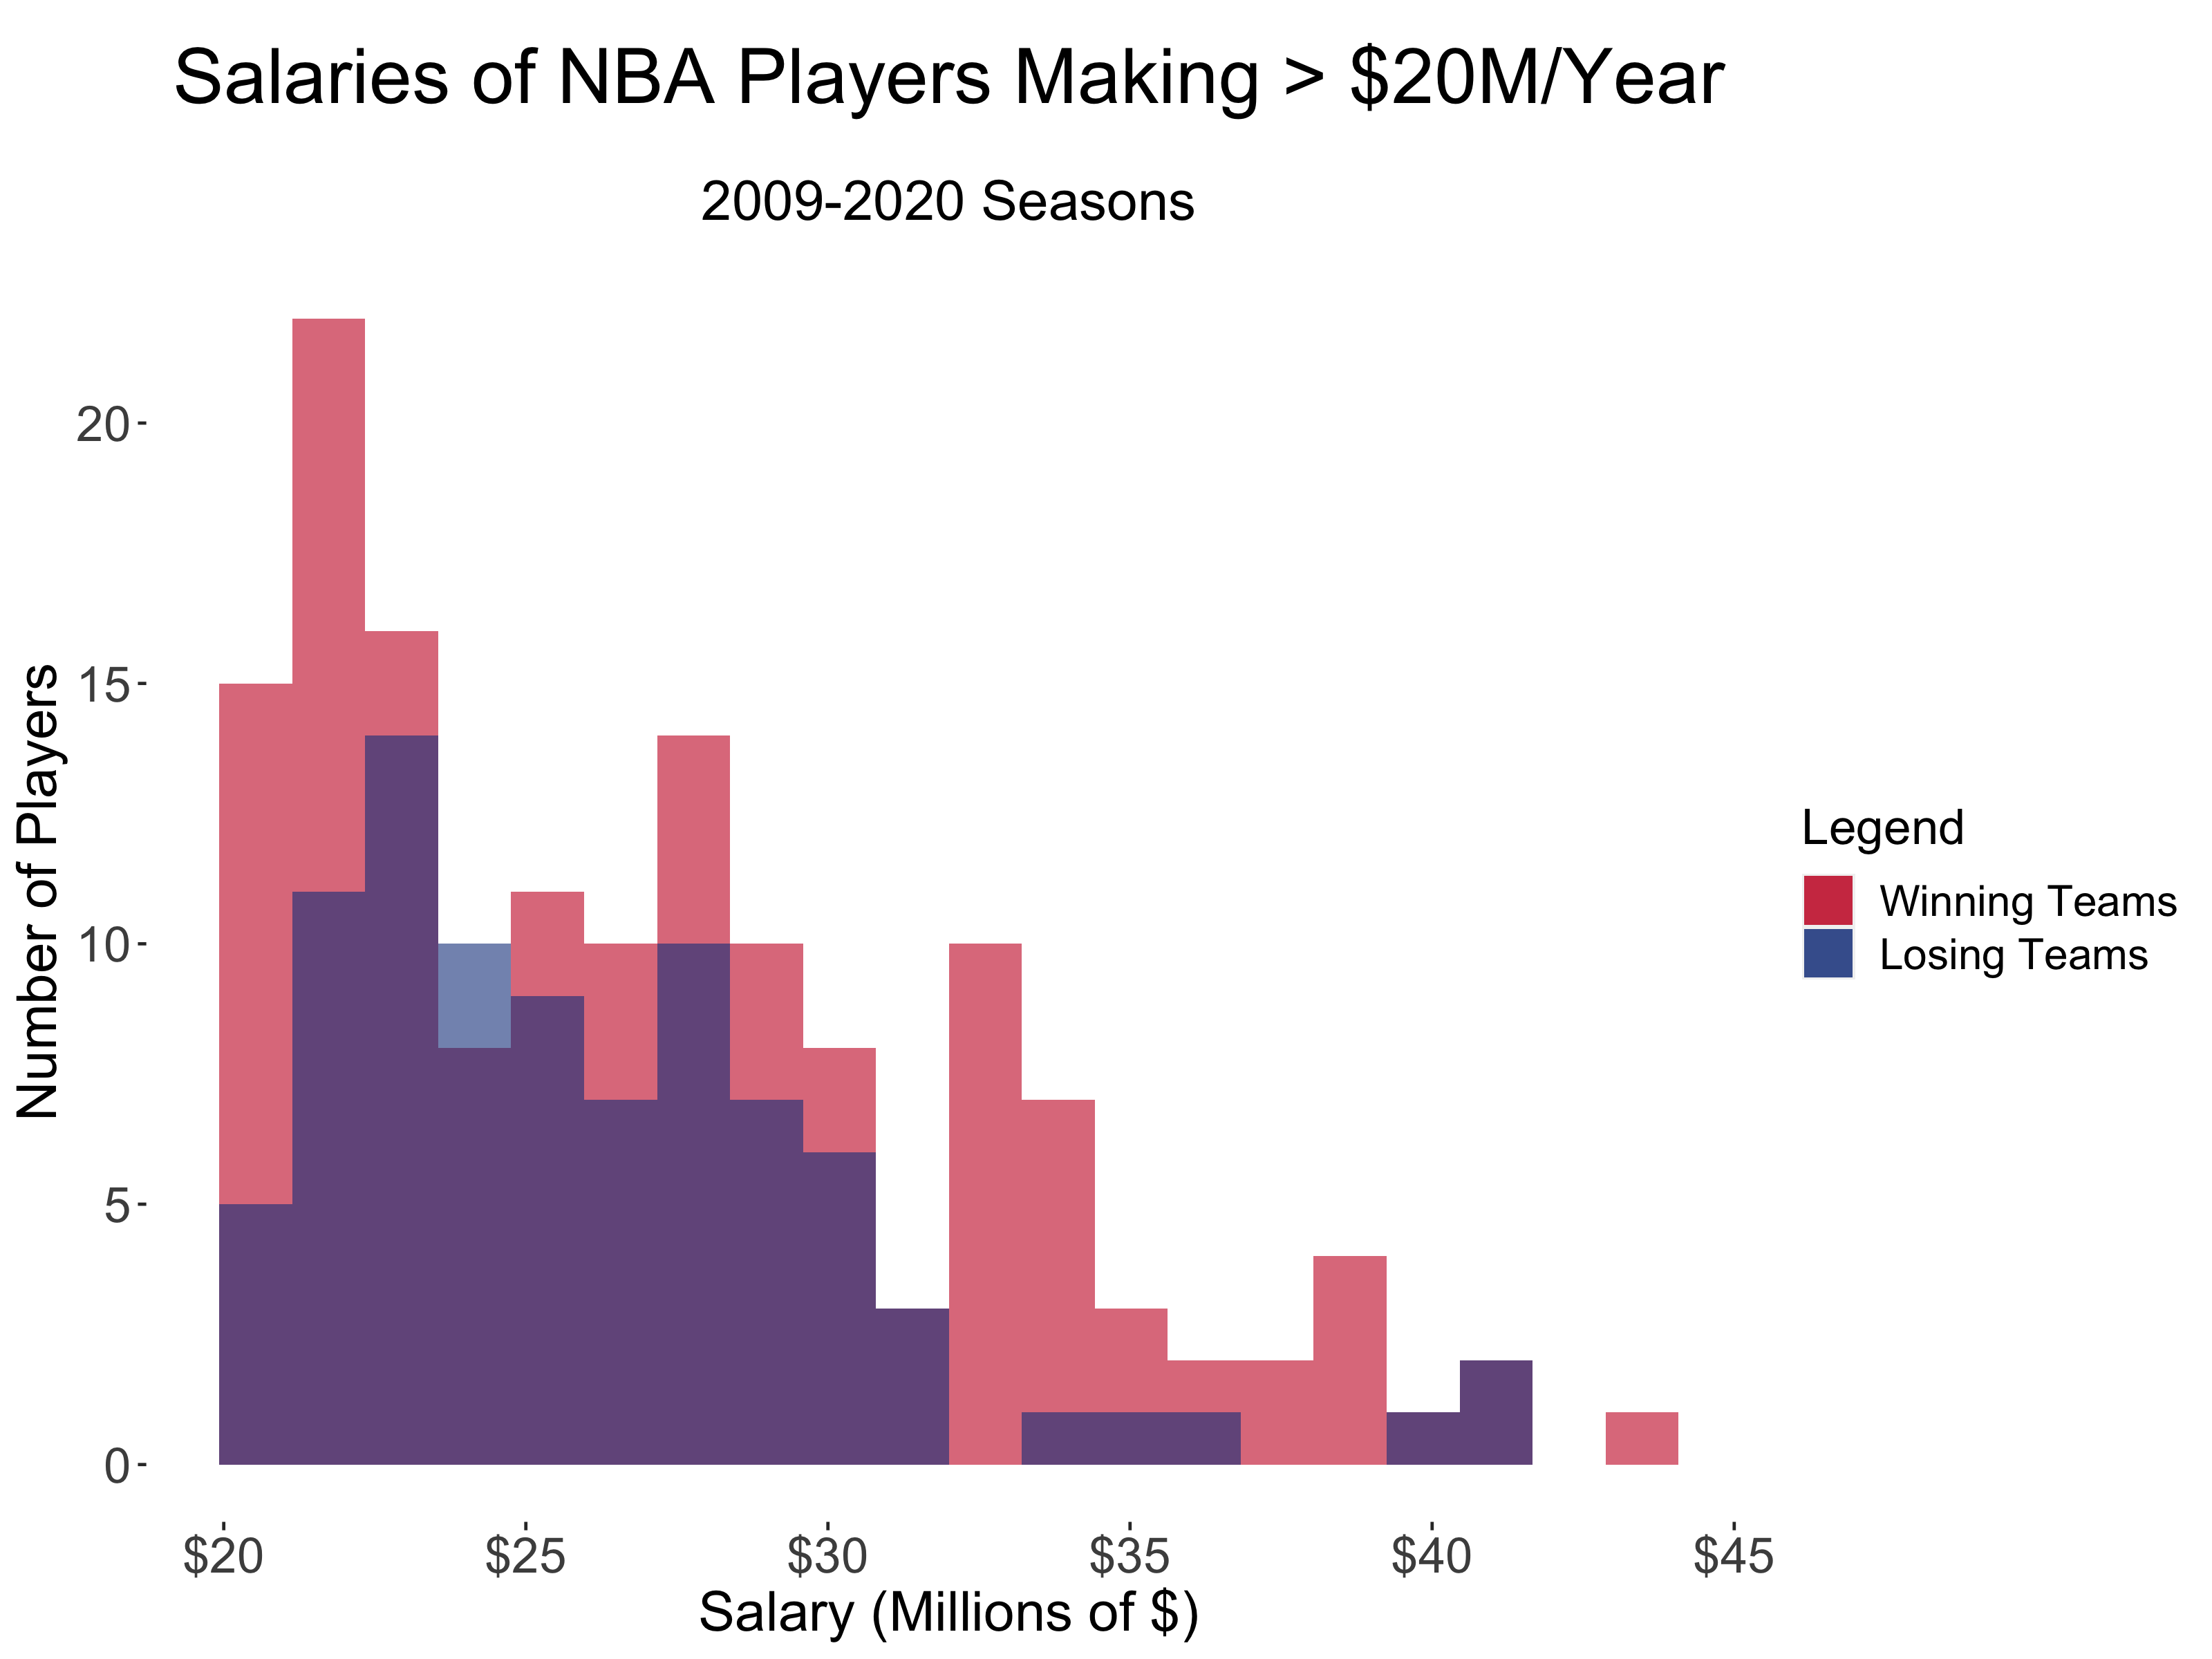 Salaries of NBA Players Making > $20M/Year
2009-2020 Seasons
Number of Players
20
15
10
5
0
$20 $25 $30 $35 $40 $45
Salary (Millions of $)
Legend
Winning Teams
Losing Teams